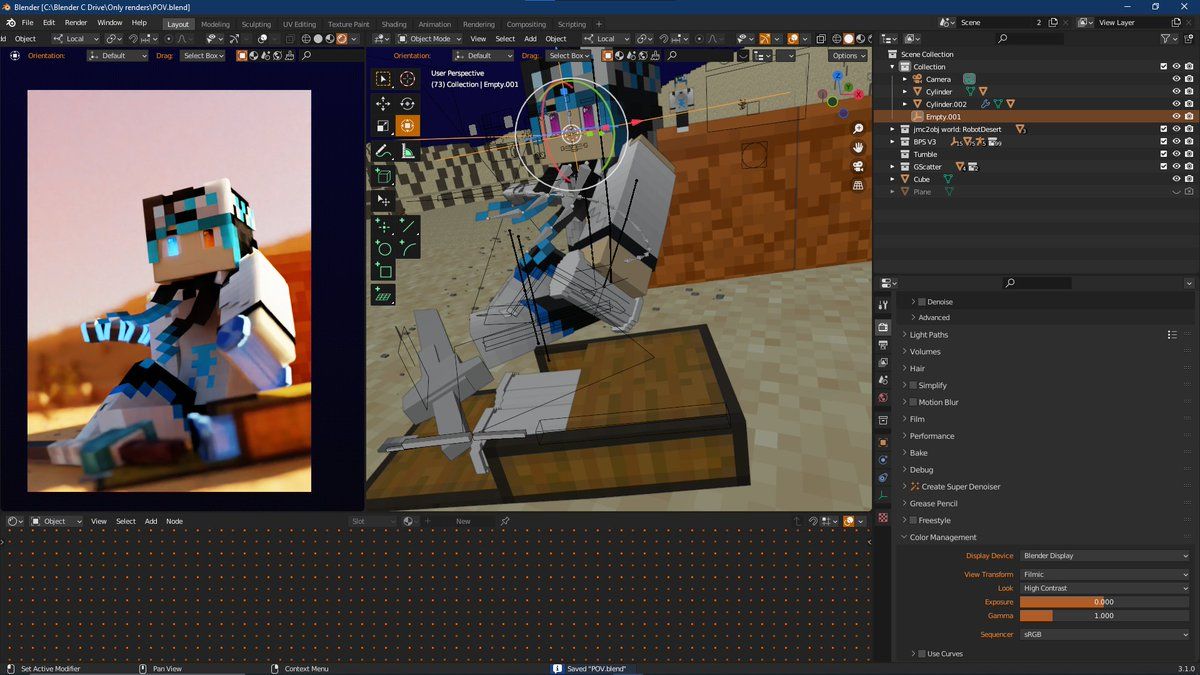 Blender [C:\Blender C Drive\Only renders\POV.blend]
File Edit Render Window Help Layout Modeling Sculpting UV Editing Texture Paint Shading Animation Rendering Compositing Scripting + Scene 2 View Layer
Object Local Object Mode View Select Add Object Local
Orientation: Default Drag: Select Box Orientation: Default Drag: Select Box Options
User Perspective
(73) Collection | Empty.001
Z
Y
X
Scene Collection
Collection
Camera
Cylinder
Cylinder.002
Empty.001
jmc2obj world: RobotDesert 3
BPS V3
Tumble
GScatter
Cube
Plane
Denoise
Advanced
Light Paths
Volumes
Hair
Simplify
Motion Blur
Film
Performance
Bake
Debug
Create Super Denoiser
Grease Pencil
Freestyle
Color Management
Display Device Blender Display
View Transform Filmic
Look High Contrast
Exposure 0.000
Gamma 1.000
Sequencer sRGB
Use Curves
Object View Select Add Node Slot New
Set Active Modifier Pan View Context Menu Saved "POV.blend" 3.1.0